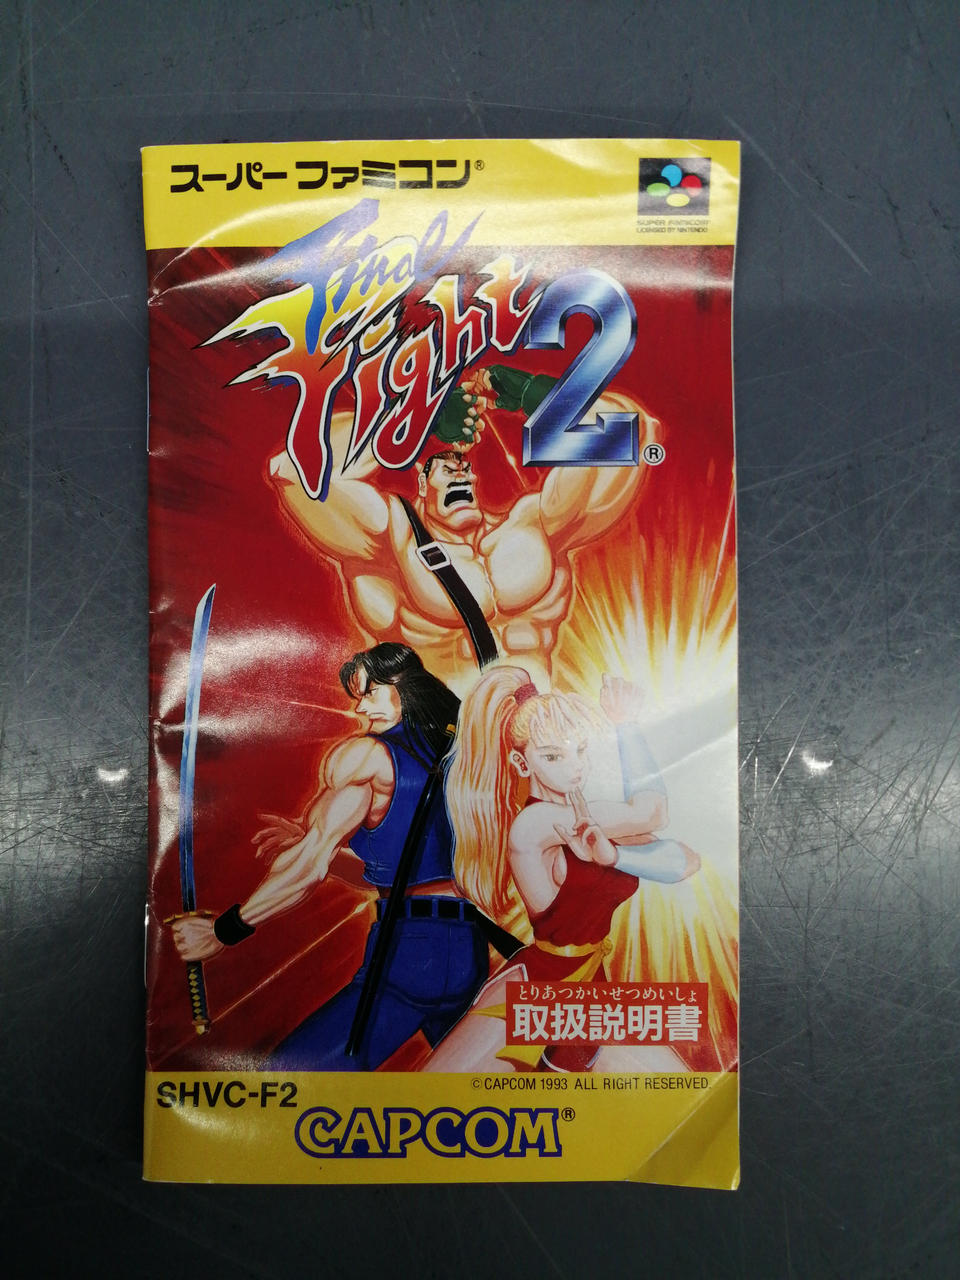 スーパーファミコン®
SUPER FAMICOM
LICENSED BY NINTENDO
Final
Fight 2®
とりあつかいせつめいしょ
取扱説明書
© CAPCOM 1993 ALL RIGHT RESERVED.
SHVC-F2
CAPCOM®